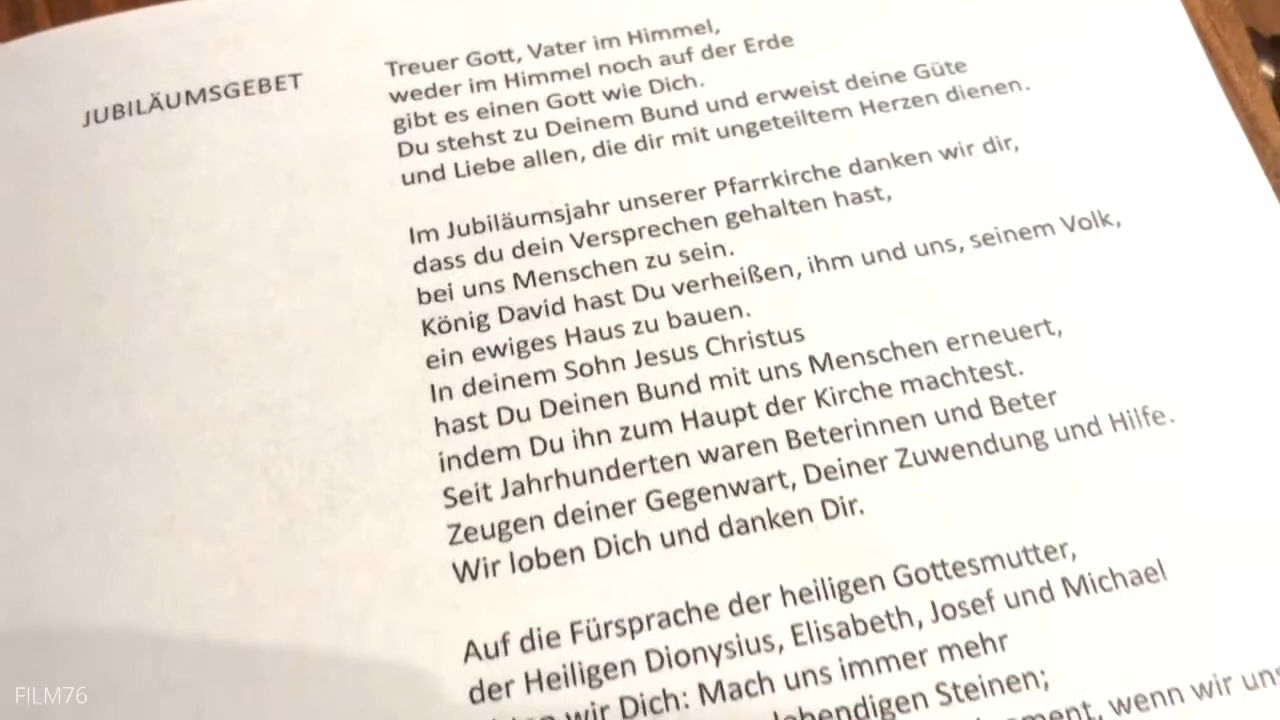 JUBILÄUMSGEBET
Treuer Gott, Vater im Himmel,
weder im Himmel noch auf der Erde
gibt es einen Gott wie Dich.
Du stehst zu Deinem Bund und erweist deine Güte
und Liebe allen, die dir mit ungeteiltem Herzen dienen.
Im Jubiläumsjahr unserer Pfarrkirche danken wir dir,
dass du dein Versprechen gehalten hast,
bei uns Menschen zu sein.
König David hast Du verheißen, ihm und uns, seinem Volk,
ein ewiges Haus zu bauen.
In deinem Sohn Jesus Christus
hast Du Deinen Bund mit uns Menschen erneuert,
indem Du ihn zum Haupt der Kirche machtest.
Seit Jahrhunderten waren Beterinnen und Beter
Zeugen deiner Gegenwart, Deiner Zuwendung und Hilfe.
Wir loben Dich und danken Dir.
Auf die Fürsprache der heiligen Gottesmutter,
der Heiligen Dionysius, Elisabeth, Josef und Michael
wir Dich: Mach uns immer mehr
lebendigen Steinen;
wenn wir uns
FILM76